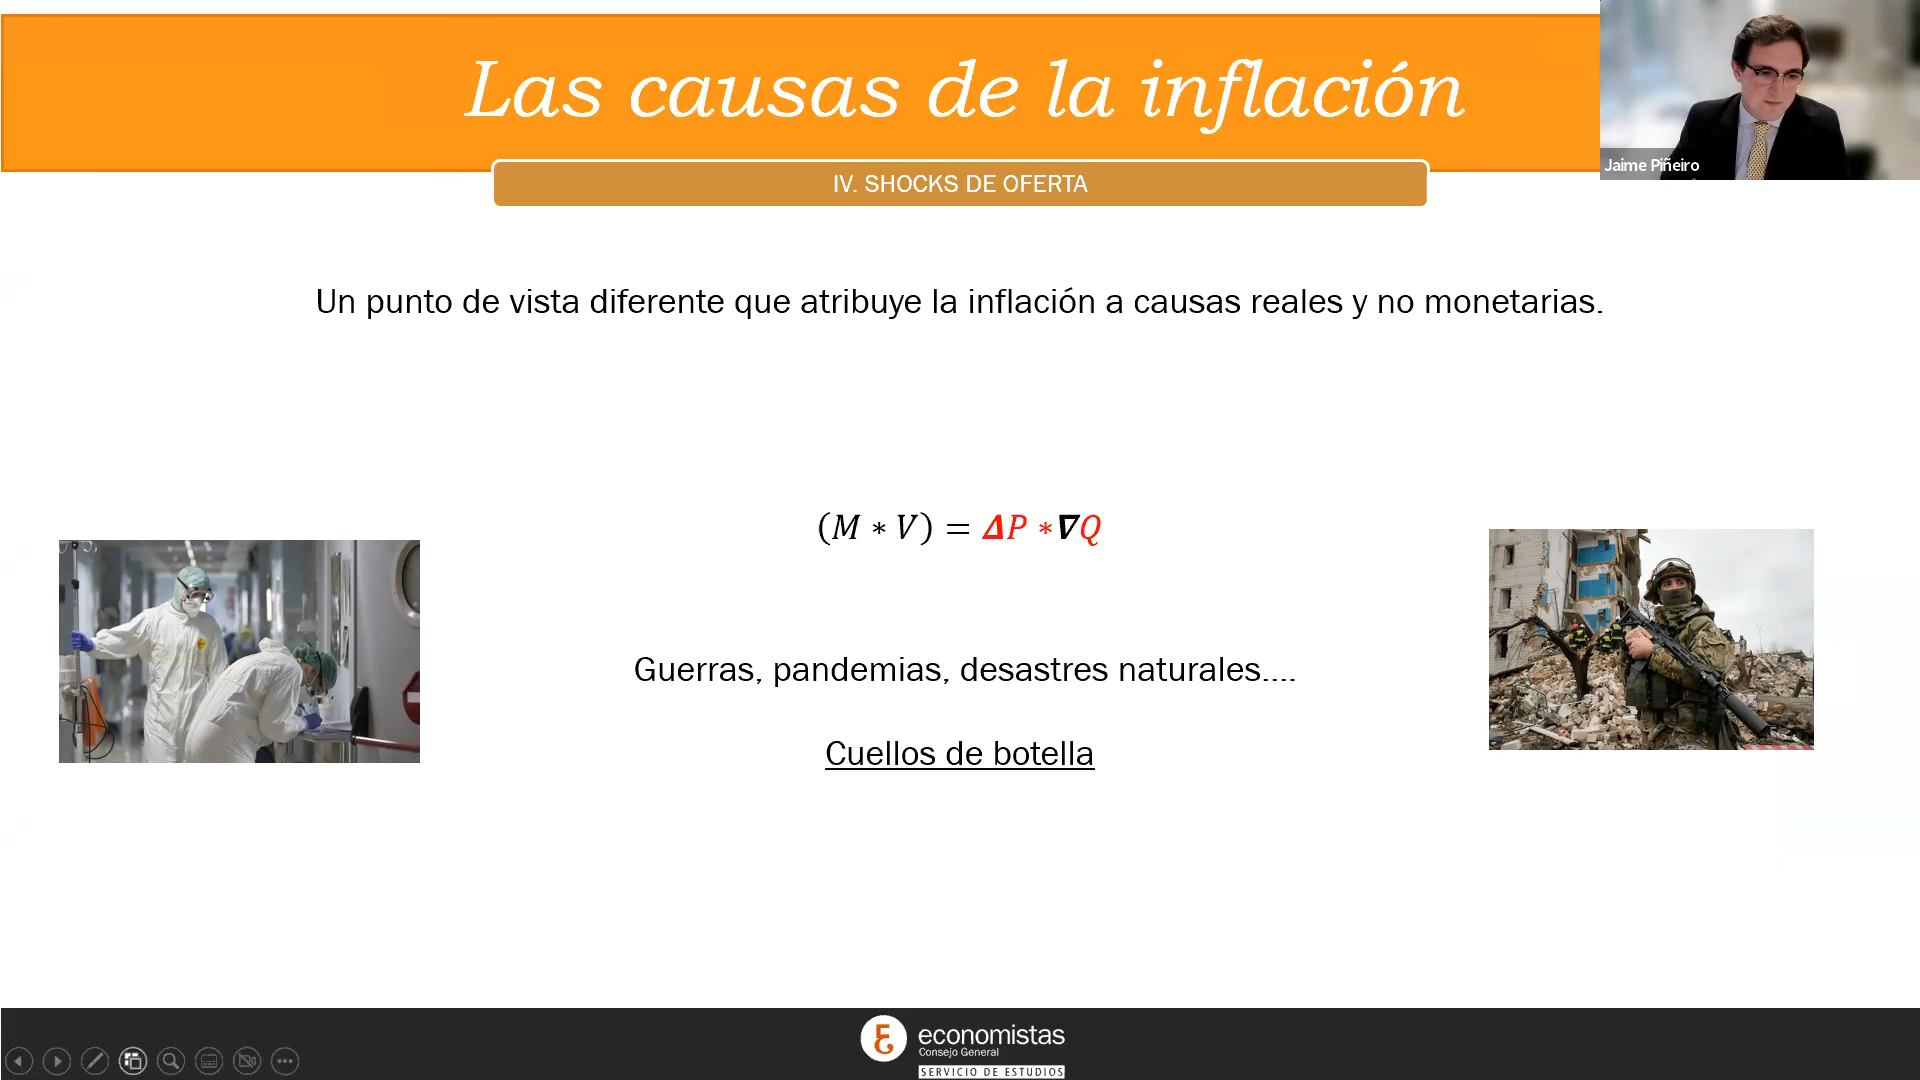 Las causas de la inflación
Jaime Piñeiro
IV. SHOCKS DE OFERTA
Un punto de vista diferente que atribuye la inflación a causas reales y no monetarias.
(M ∗ V) = ΔP ∗ ∇Q
Guerras, pandemias, desastres naturales....
Cuellos de botella
economistas
Consejo General
SERVICIO DE ESTUDIOS